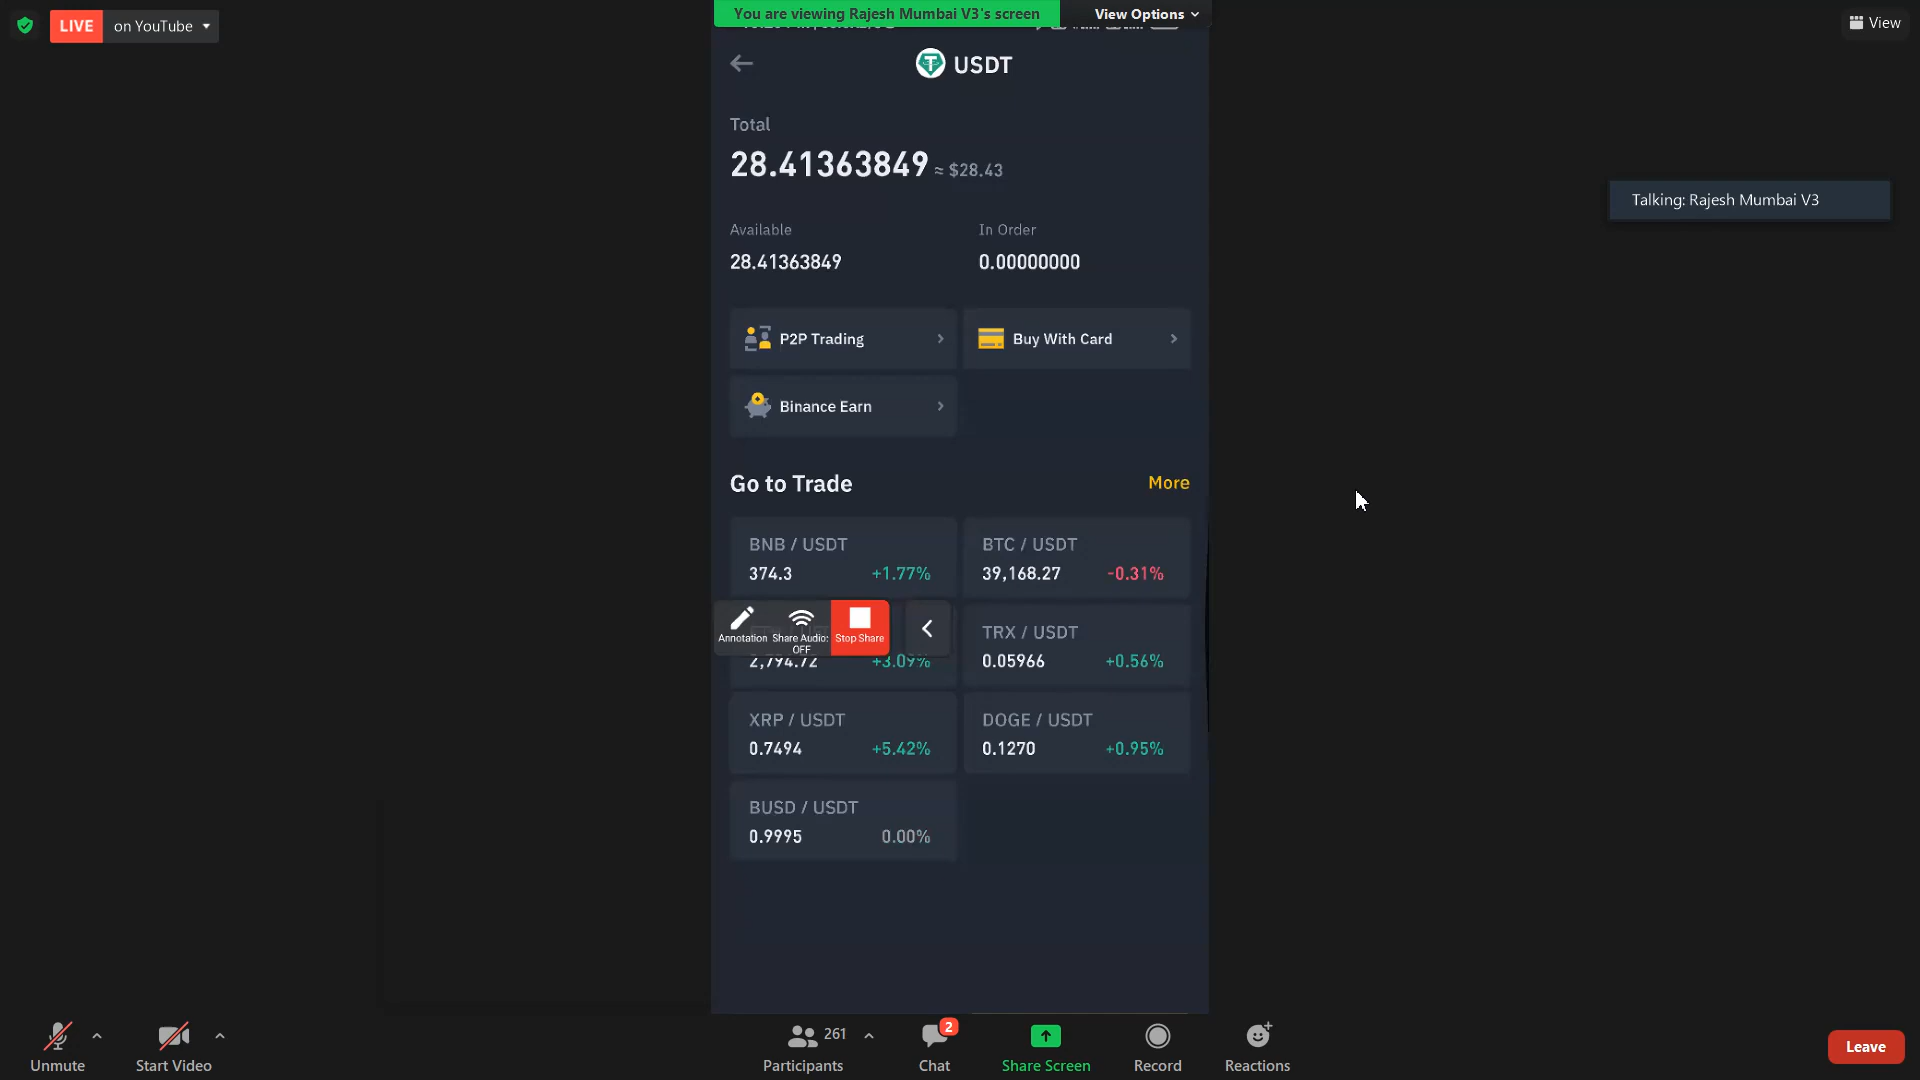 LIVE on YouTube
You are viewing Rajesh Mumbai V3's screen
View Options
View
USDT
Total
28.41363849 ≈ $28.43
Talking: Rajesh Mumbai V3
Available In Order
28.41363849 0.00000000
P2P Trading Buy With Card
Binance Earn
Go to Trade More
BNB / USDT BTC / USDT
374.3 +1.77% 39,168.27 -0.31%
Annotation Share Audio: OFF Stop Share
TRX / USDT
2,794.72 +3.09% 0.05966 +0.56%
XRP / USDT DOGE / USDT
0.7494 +5.42% 0.1270 +0.95%
BUSD / USDT
0.9995 0.00%
261 2
Unmute Start Video Participants Chat Share Screen Record Reactions Leave